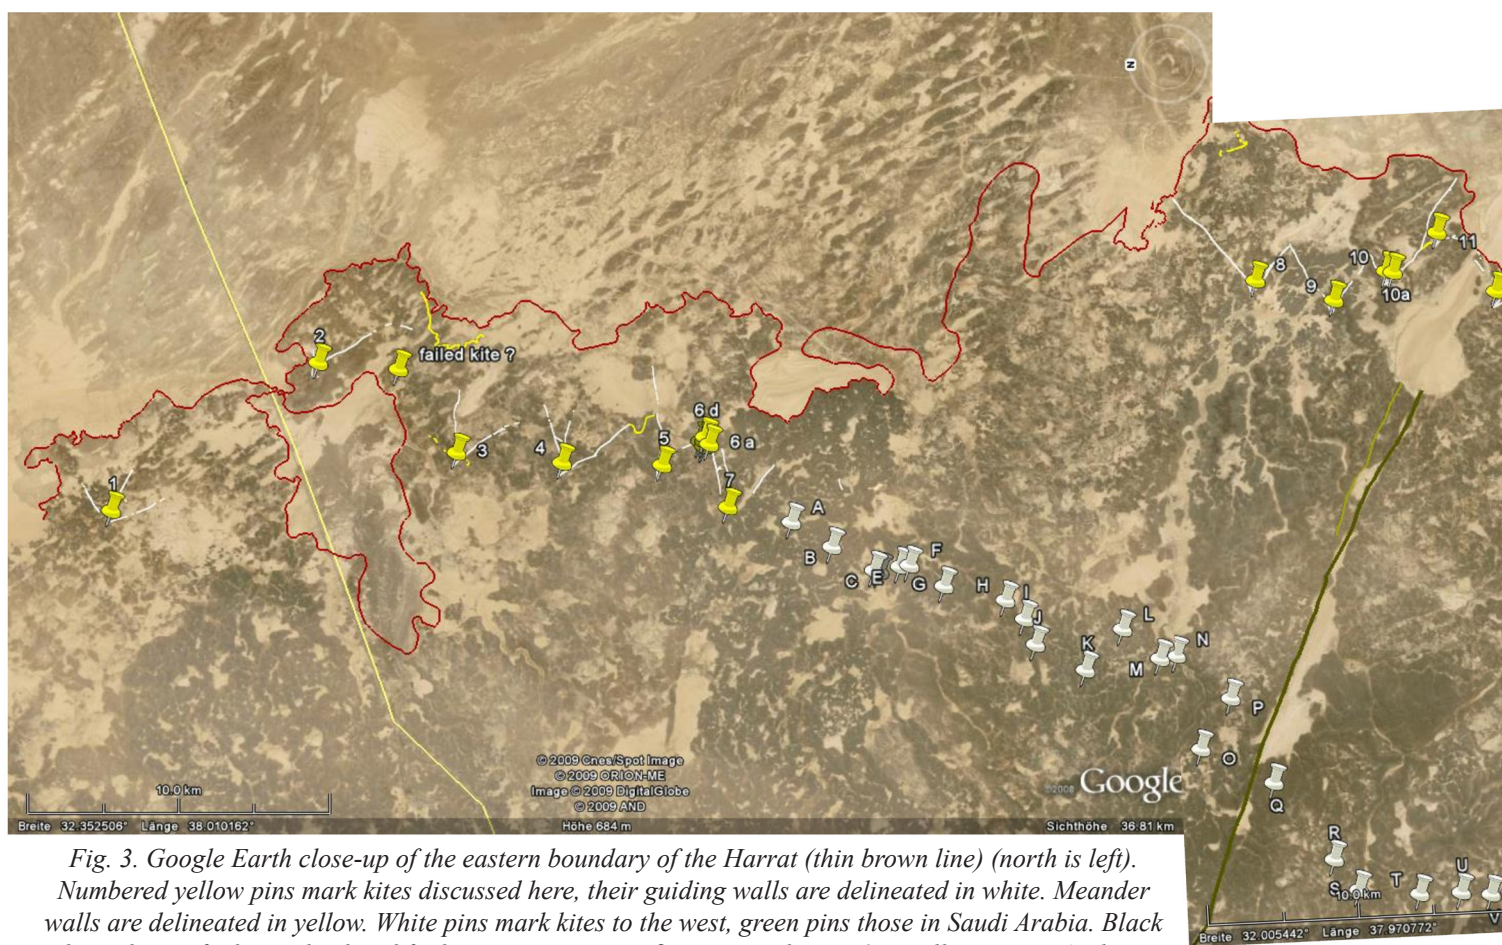 N
2
failed kite ?
1
3
4
5
6 d
6 a
7
8
9
10
10a
11
A
B
C
E
F
G
H
I
J
K
L
M
N
O
P
Q
R
S
T
U
V
10.0 km
© 2009 Cnes/Spot Image
© 2009 ORION-ME
Image © 2009 DigitalGlobe
© 2009 AND
©2008 Google
Breite 32.352506° Länge 38.010162° Höhe 684 m Sichthöhe 36.81 km
10.0 km
Breite 32.005442° Länge 37.970772°
Fig. 3. Google Earth close-up of the eastern boundary of the Harrat (thin brown line) (north is left).
Numbered yellow pins mark kites discussed here, their guiding walls are delineated in white. Meander
walls are delineated in yellow. White pins mark kites to the west, green pins those in Saudi Arabia. Black